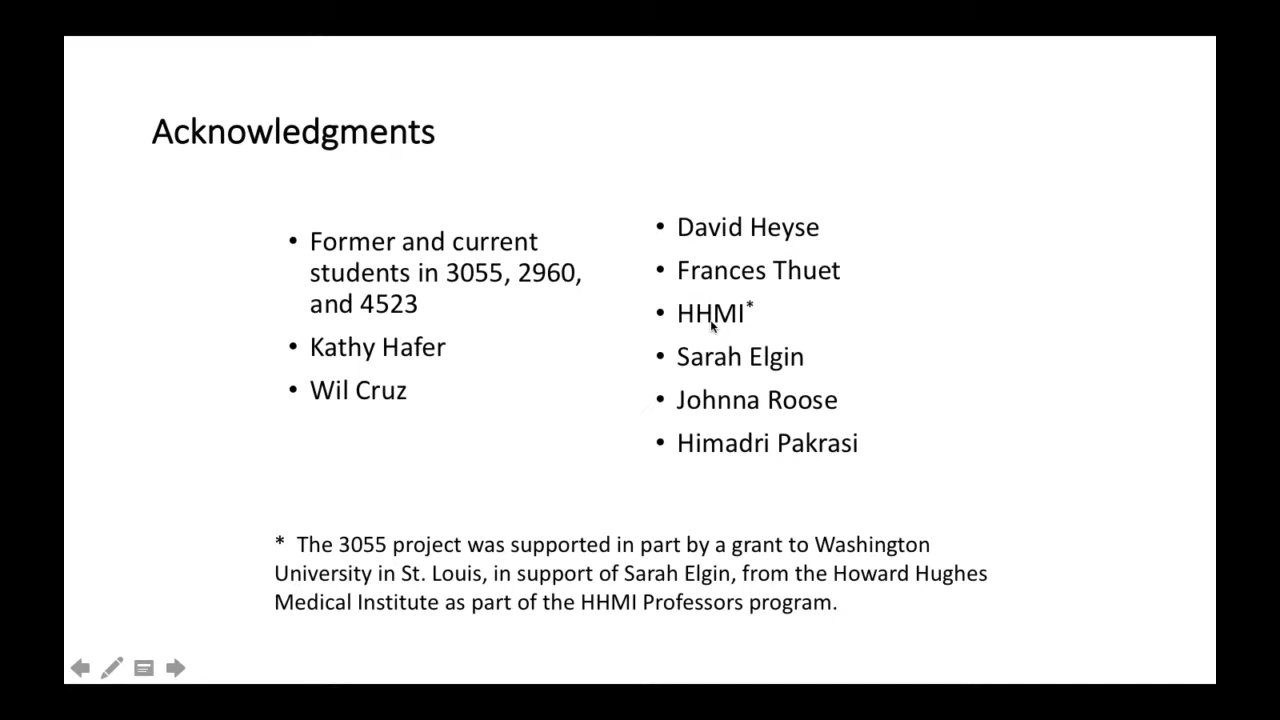 Acknowledgments
• Former and current
students in 3055, 2960,
and 4523
• Kathy Hafer
• Wil Cruz
• David Heyse
• Frances Thuet
• HHMI*
• Sarah Elgin
• Johnna Roose
• Himadri Pakrasi
* The 3055 project was supported in part by a grant to Washington
University in St. Louis, in support of Sarah Elgin, from the Howard Hughes
Medical Institute as part of the HHMI Professors program.